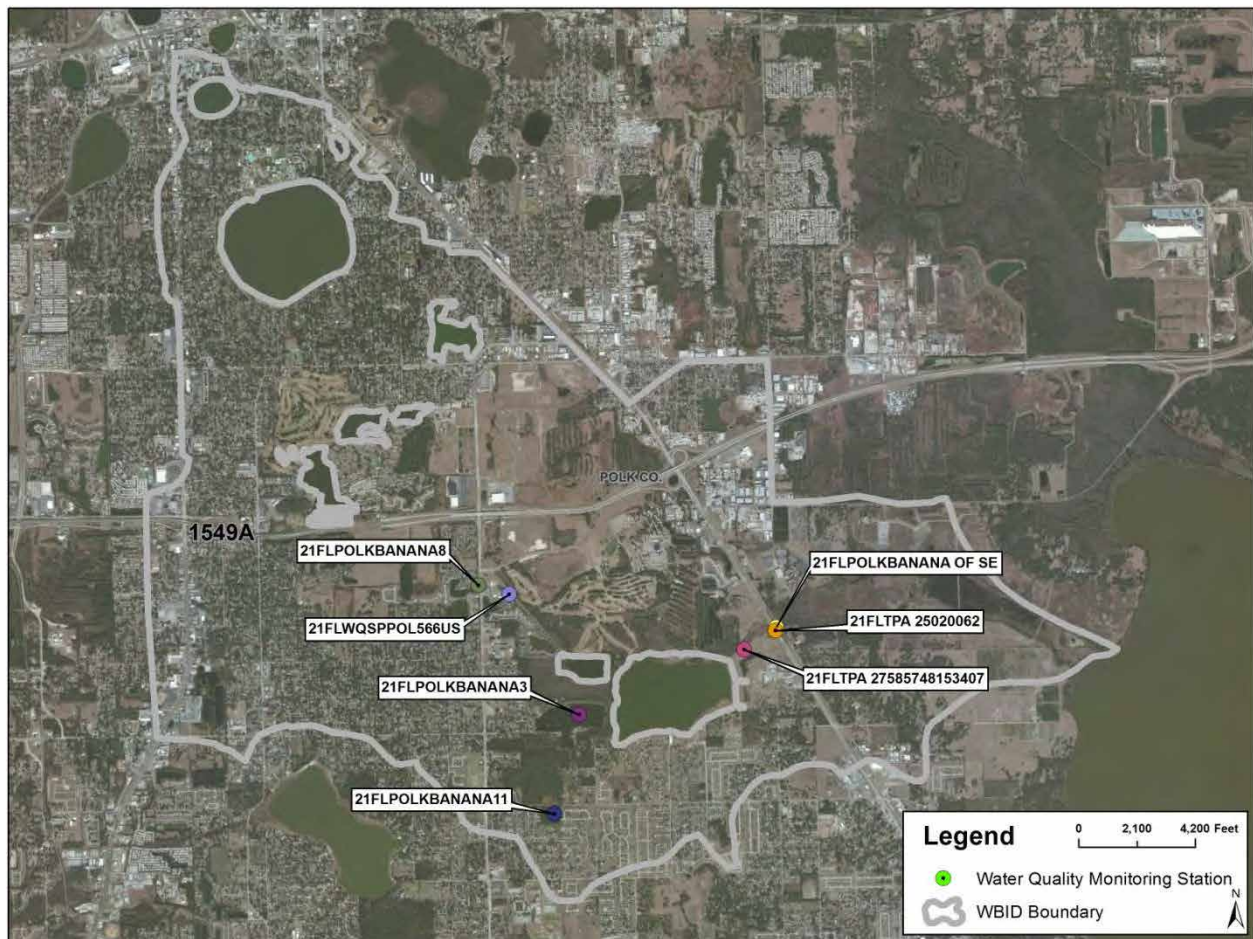 POLK CO.
1549A
21FLPOLKBANANA8
21FLWQSPPOL566US
21FLPOLKBANANA OF SE
21FLTPA 25020062
21FLTPA 27585748153407
21FLPOLKBANANA3
21FLPOLKBANANA11
Legend
0 2,100 4,200 Feet
Water Quality Monitoring Station
WBID Boundary
N